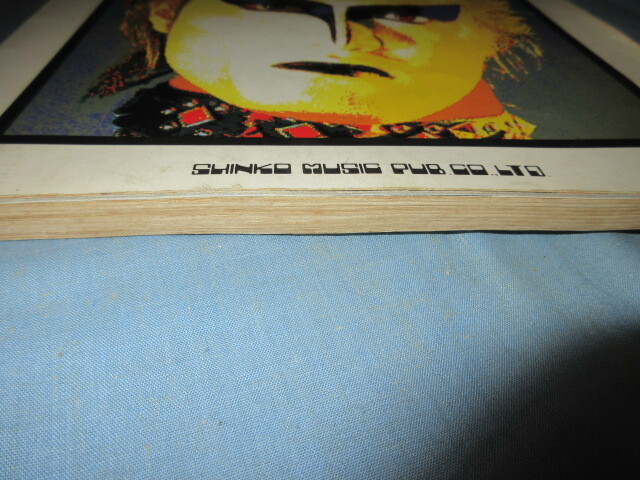 SHINKO MUSIC PUB. CO., LTD.